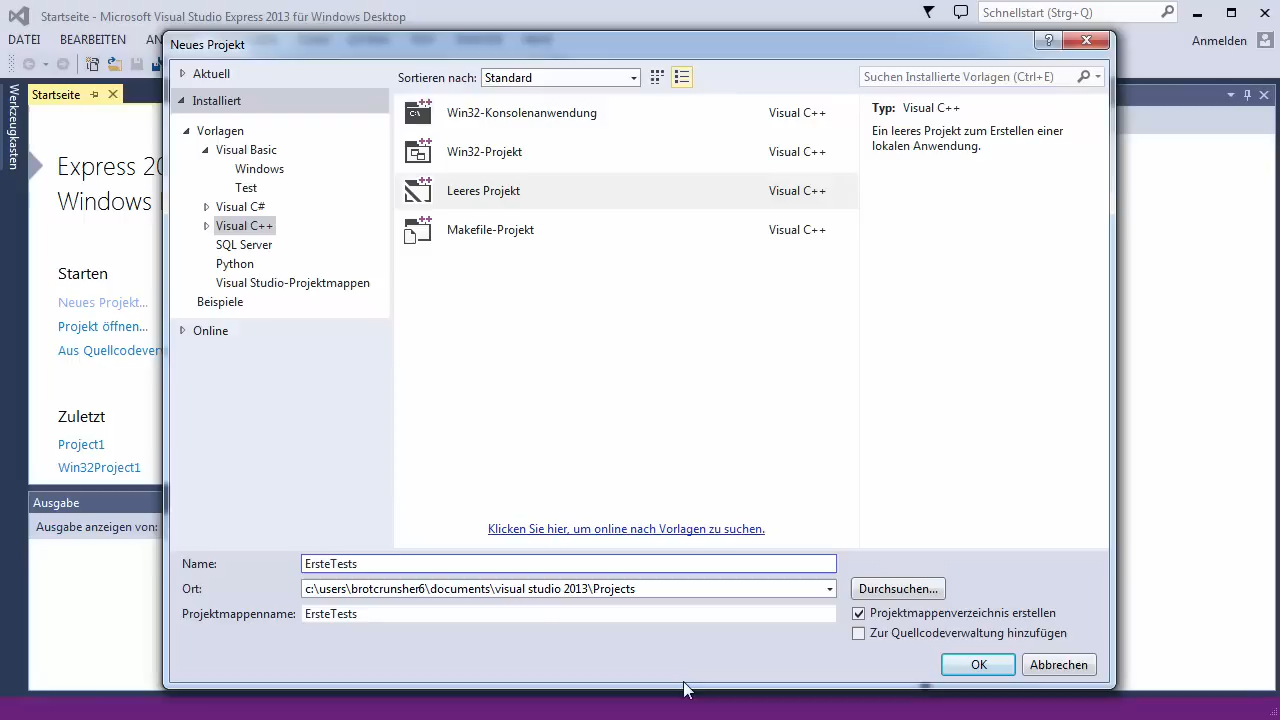 Startseite - Microsoft Visual Studio Express 2013 für Windows Desktop
Schnellstart (Strg+Q)
DATEI BEARBEITEN
Anmelden
Neues Projekt
Werkzeugkasten
Startseite
Express 20
Windows
Starten
Neues Projekt...
Projekt öffnen...
Aus Quellcodever
Zuletzt
Project1
Win32Project1
Ausgabe
Ausgabe anzeigen von:
Aktuell
Installiert
Vorlagen
Visual Basic
Windows
Test
Visual C#
Visual C++
SQL Server
Python
Visual Studio-Projektmappen
Beispiele
Online
Sortieren nach: Standard
Suchen Installierte Vorlagen (Ctrl+E)
Win32-Konsolenanwendung Visual C++
Win32-Projekt Visual C++
Leeres Projekt Visual C++
Makefile-Projekt Visual C++
Typ: Visual C++
Ein leeres Projekt zum Erstellen einer
lokalen Anwendung.
Klicken Sie hier, um online nach Vorlagen zu suchen.
Name: ErsteTests
Ort: c:\users\brotcrunsher6\documents\visual studio 2013\Projects
Durchsuchen...
Projektmappenname: ErsteTests
Projektmappenverzeichnis erstellen
Zur Quellcodeverwaltung hinzufügen
OK
Abbrechen